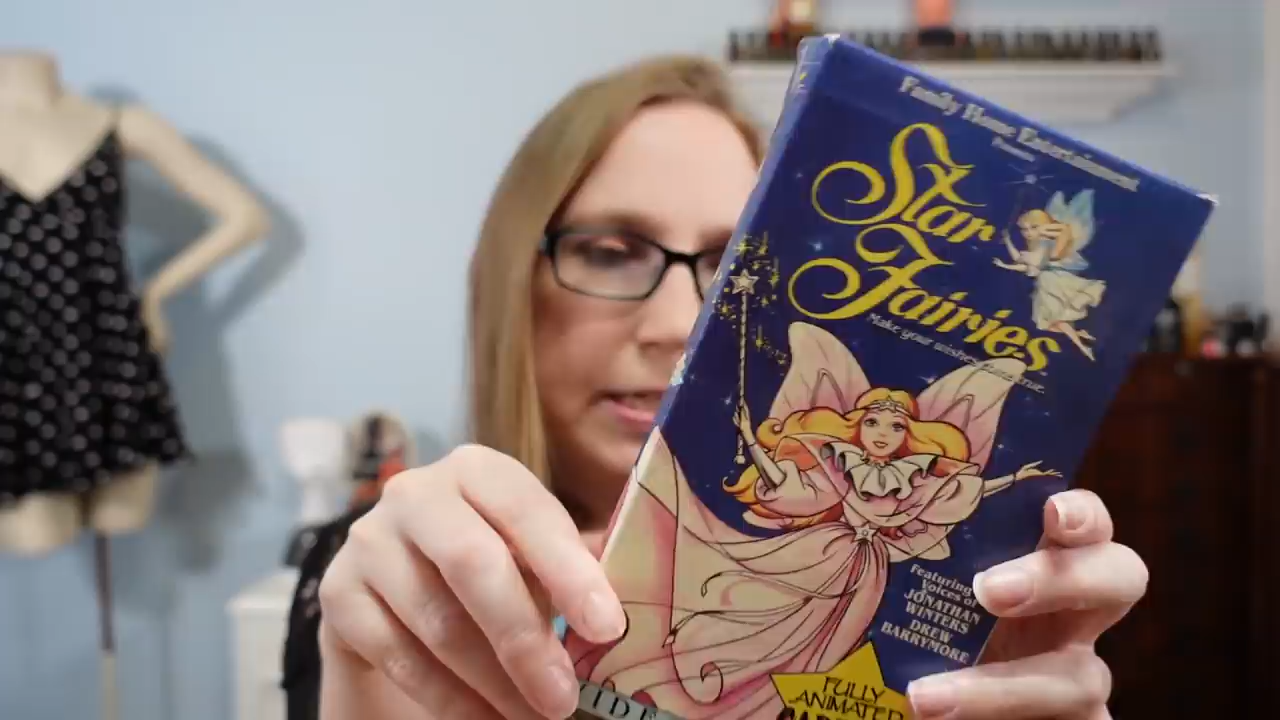 Family Home Entertainment
Presents
Star
Fairies
Make your wishes come true.
Featuring
Voices of
JONATHAN
WINTERS
DREW
BARRYMORE
FULLY
ANIMATED